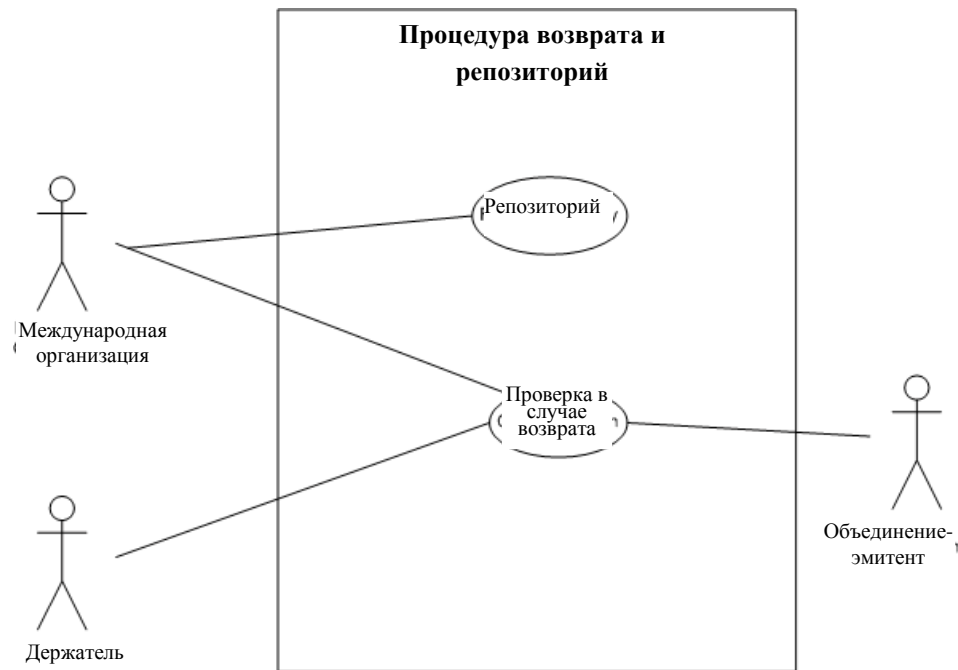 Процедура возврата и
репозиторий
Репозиторий
Международная
организация
Проверка в
случае
возврата
Объединение-
эмитент
Держатель